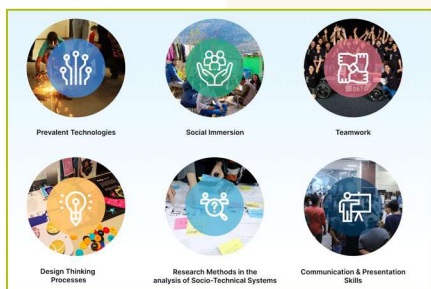 Prevalent Technologies
Social Immersion
Teamwork
Design Thinking
Processes
Research Methods in the
analysis of Socio-Technical Systems
Communication & Presentation
Skills